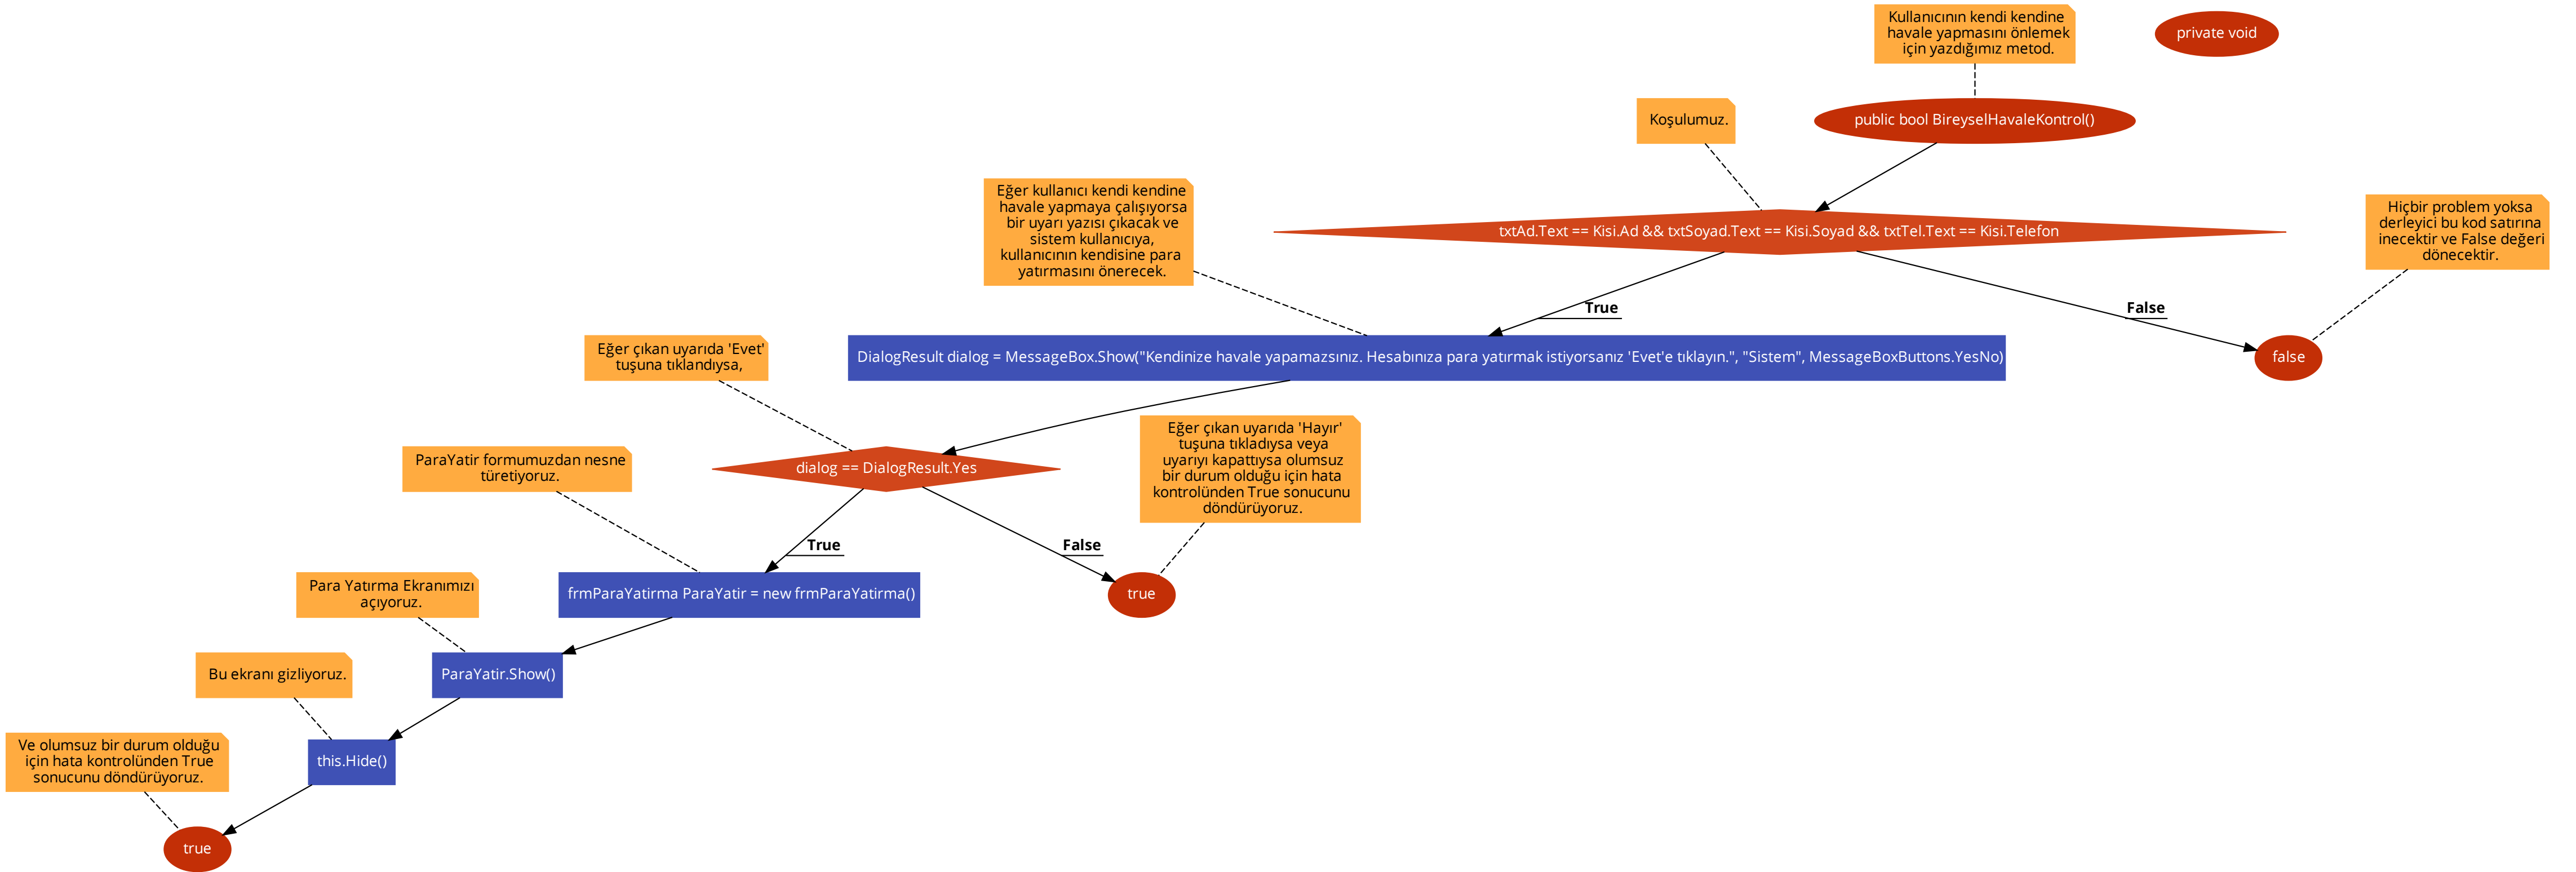 Kullanıcının kendi kendine
havale yapmasını önlemek
için yazdığımız metod.
private void
Koşulumuz.
public bool BireyselHavaleKontrol()
Eğer kullanıcı kendi kendine
havale yapmaya çalışıyorsa
bir uyarı yazısı çıkacak ve
sistem kullanıcıya,
kullanıcının kendisine para
yatırmasını önerecek.
txtAd.Text == Kisi.Ad && txtSoyad.Text == Kisi.Soyad && txtTel.Text == Kisi.Telefon
Hiçbir problem yoksa
derleyici bu kod satırına
inecektir ve False değeri
dönecektir.
True
False
Eğer çıkan uyarıda 'Evet'
tuşuna tıklandıysa,
DialogResult dialog = MessageBox.Show("Kendinize havale yapamazsınız. Hesabınıza para yatırmak istiyorsanız 'Evet'e tıklayın.", "Sistem", MessageBoxButtons.YesNo)
false
ParaYatir formumuzdan nesne
türetiyoruz.
dialog == DialogResult.Yes
Eğer çıkan uyarıda 'Hayır'
tuşuna tıkladıysa veya
uyarıyı kapattıysa olumsuz
bir durum olduğu için hata
kontrolünden True sonucunu
döndürüyoruz.
True
False
Para Yatırma Ekranımızı
açıyoruz.
frmParaYatirma ParaYatir = new frmParaYatirma()
true
Bu ekranı gizliyoruz.
ParaYatir.Show()
Ve olumsuz bir durum olduğu
için hata kontrolünden True
sonucunu döndürüyoruz.
this.Hide()
true